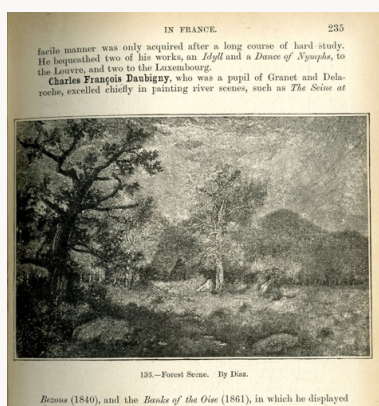 IN FRANCE. 235
facile manner was only acquired after a long course of hard study.
He bequeathed two of his works, an Idyll and a Dance of Nymphs, to
the Louvre, and two to the Luxembourg.
Charles François Daubigny, who was a pupil of Granet and Dela-
roche, excelled chiefly in painting river scenes, such as The Seine at
133.—Forest Scene. By Diaz.
Bezons (1840), and the Banks of the Oise (1861), in which he displayed